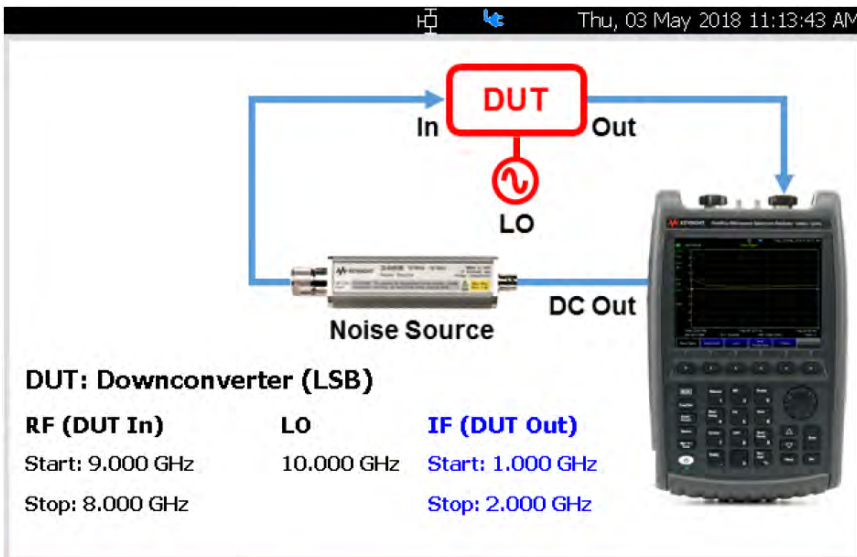 Thu, 03 May 2018 11:13:43 AM
DUT
In
Out
LO
DC Out
Noise Source
KEYSIGHT
DUT: Downconverter (LSB)
RF (DUT In) LO IF (DUT Out)
Start: 9.000 GHz 10.000 GHz Start: 1.000 GHz
Stop: 8.000 GHz Stop: 2.000 GHz